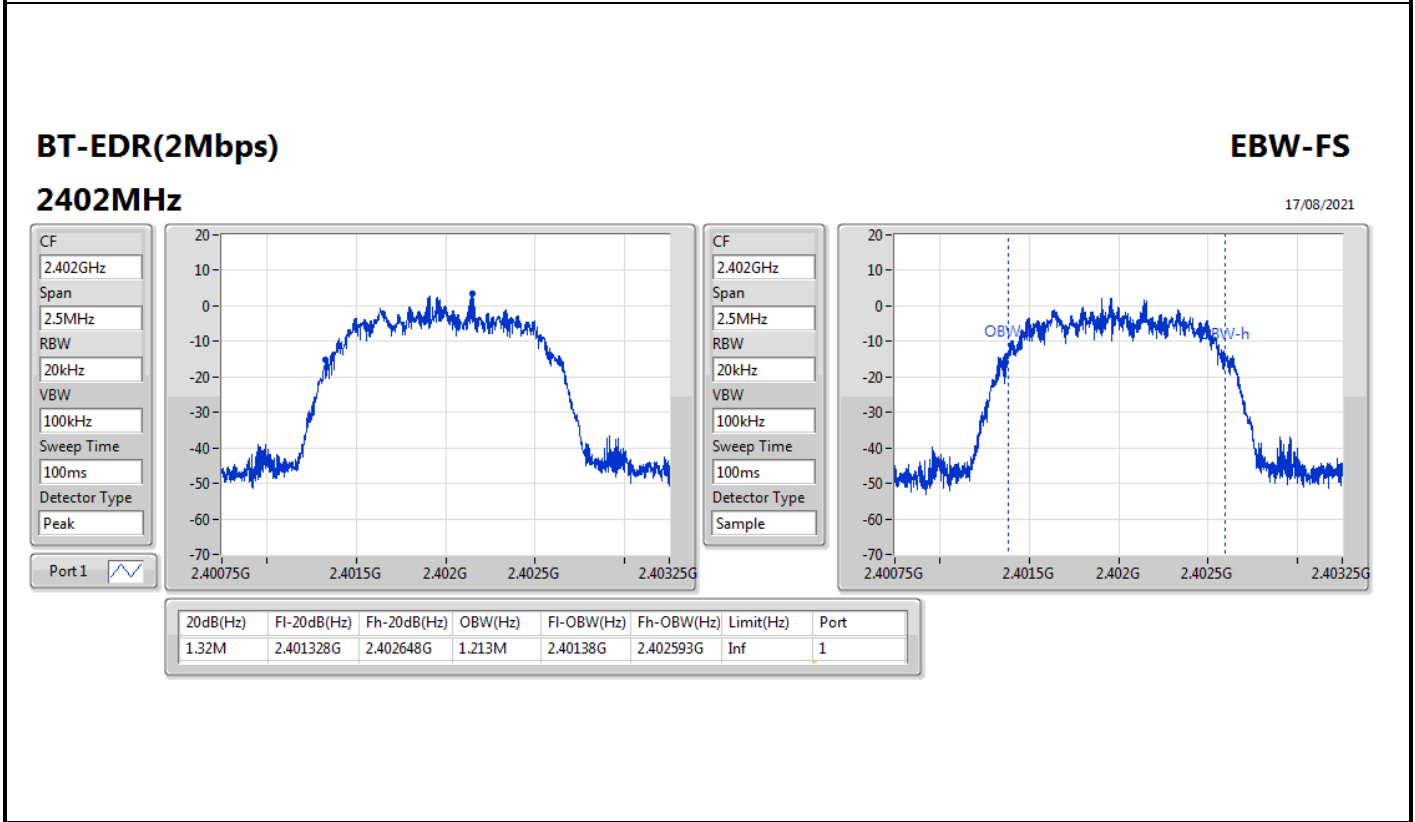 BT-EDR(2Mbps)
EBW-FS
2402MHz
17/08/2021
CF
2.402GHz
Span
2.5MHz
RBW
20kHz
VBW
100kHz
Sweep Time
100ms
Detector Type
Peak
Port 1
20
10
0
-10
-20
-30
-40
-50
-60
-70
2.40075G 2.4015G 2.402G 2.4025G 2.40325G
CF
2.402GHz
Span
2.5MHz
RBW
20kHz
VBW
100kHz
Sweep Time
100ms
Detector Type
Sample
20
10
0
-10
-20
-30
-40
-50
-60
-70
OBW
BW-h
2.40075G 2.4015G 2.402G 2.4025G 2.40325G
20dB(Hz) Fl-20dB(Hz) Fh-20dB(Hz) OBW(Hz) Fl-OBW(Hz) Fh-OBW(Hz) Limit(Hz) Port
1.32M 2.401328G 2.402648G 1.213M 2.40138G 2.402593G Inf 1